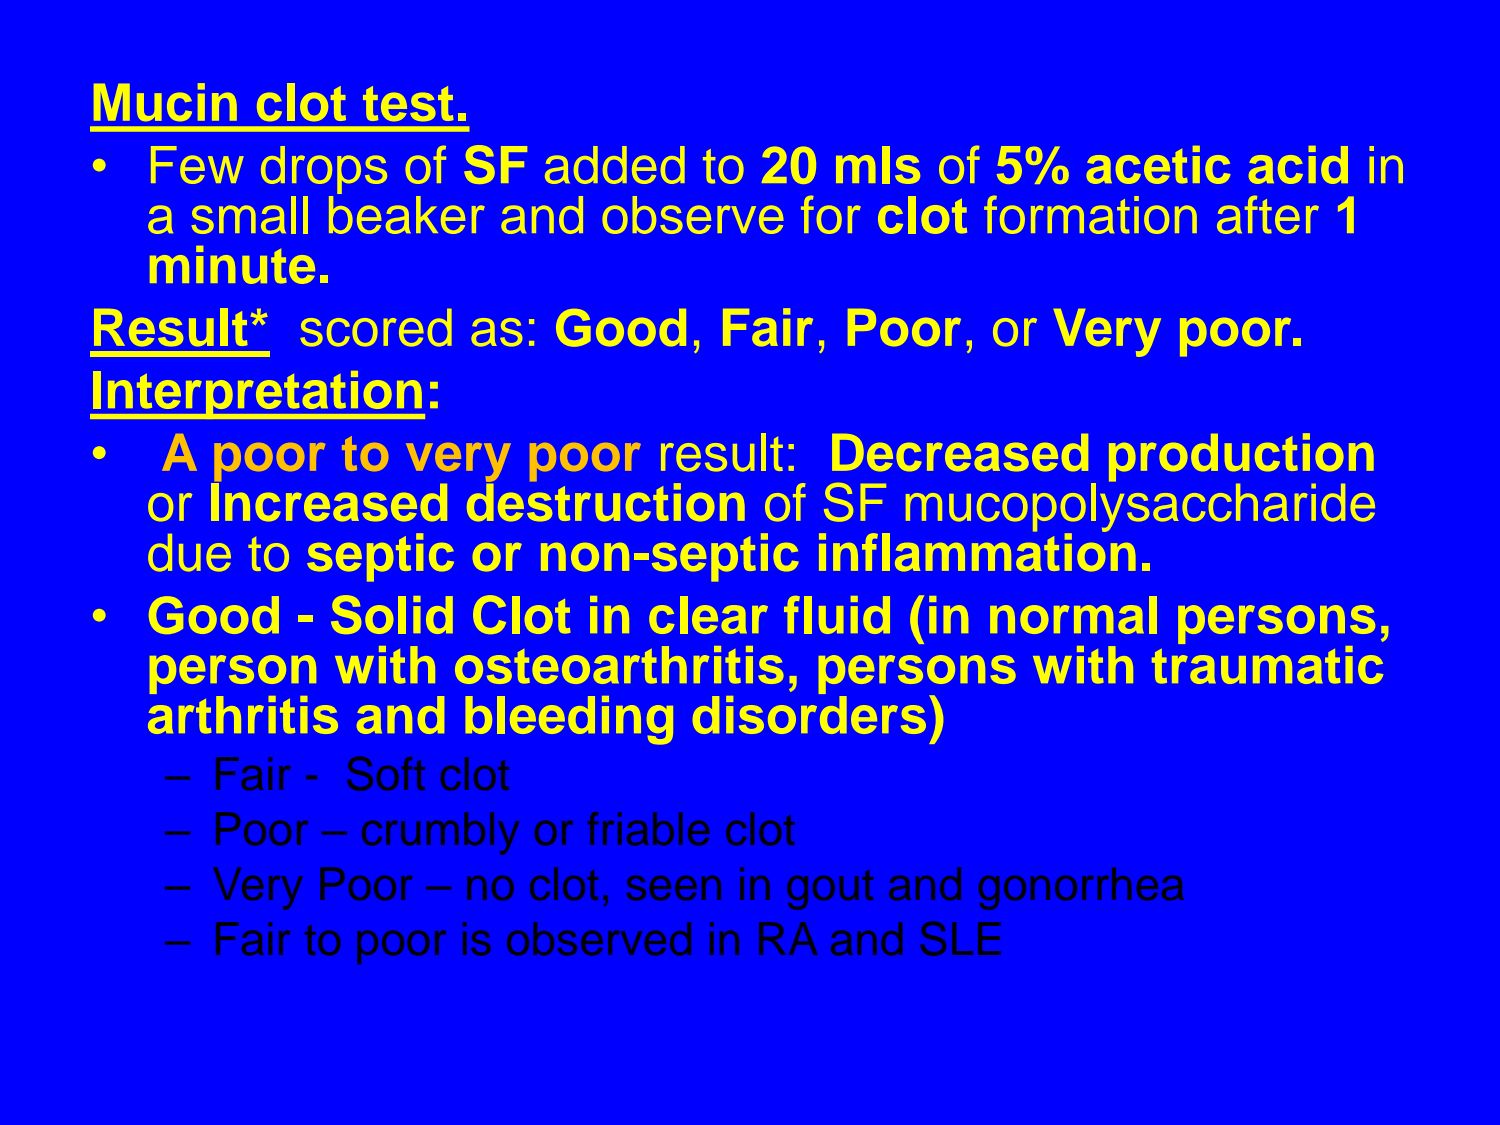 Mucin clot test.
• Few drops of SF added to 20 mls of 5% acetic acid in
a small beaker and observe for clot formation after 1
minute.
Result* scored as: Good, Fair, Poor, or Very poor.
Interpretation:
• A poor to very poor result: Decreased production
or Increased destruction of SF mucopolysaccharide
due to septic or non-septic inflammation.
• Good - Solid Clot in clear fluid (in normal persons,
person with osteoarthritis, persons with traumatic
arthritis and bleeding disorders)
– Fair - Soft clot
– Poor – crumbly or friable clot
– Very Poor – no clot, seen in gout and gonorrhea
– Fair to poor is observed in RA and SLE